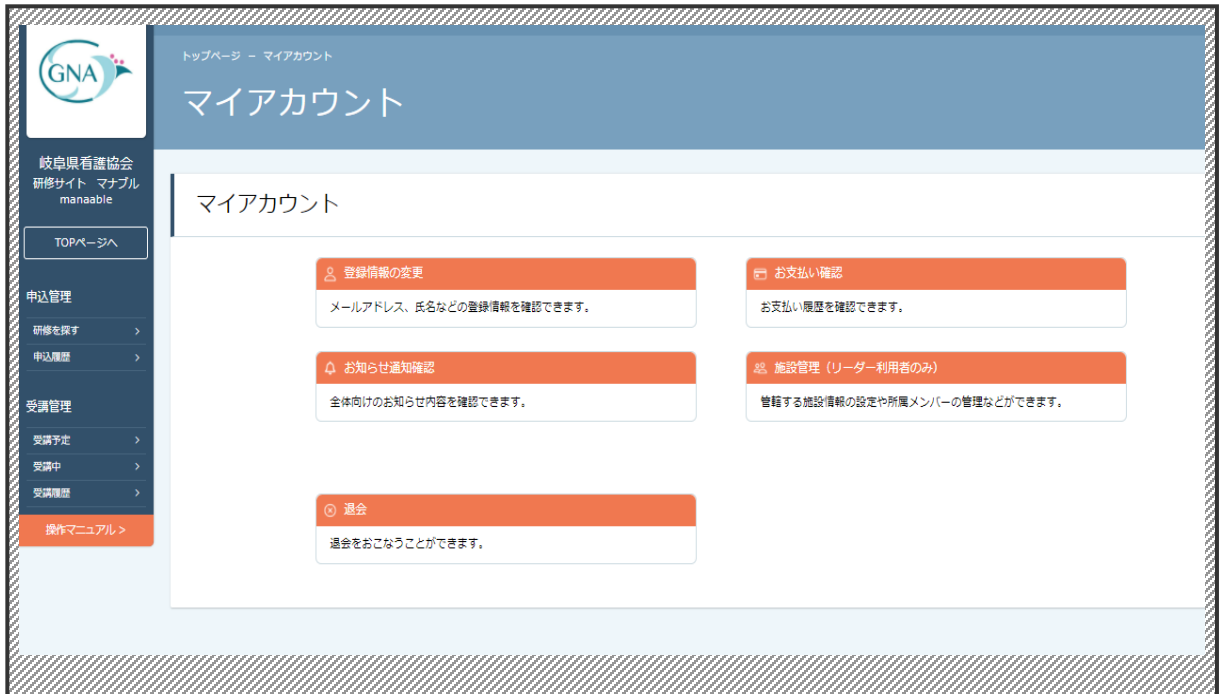 GNA
岐阜県看護協会
研修サイト マナブル
manaable
TOPページへ
申込管理
研修を探す
申込履歴
受講管理
受講予定
受講中
受講履歴
操作マニュアル >
トップページ － マイアカウント
マイアカウント
マイアカウント
登録情報の変更
メールアドレス、氏名などの登録情報を確認できます。
お支払い確認
お支払い履歴を確認できます。
お知らせ通知確認
全体向けのお知らせ内容を確認できます。
施設管理（リーダー利用者のみ）
管轄する施設情報の設定や所属メンバーの管理などができます。
退会
退会をおこなうことができます。